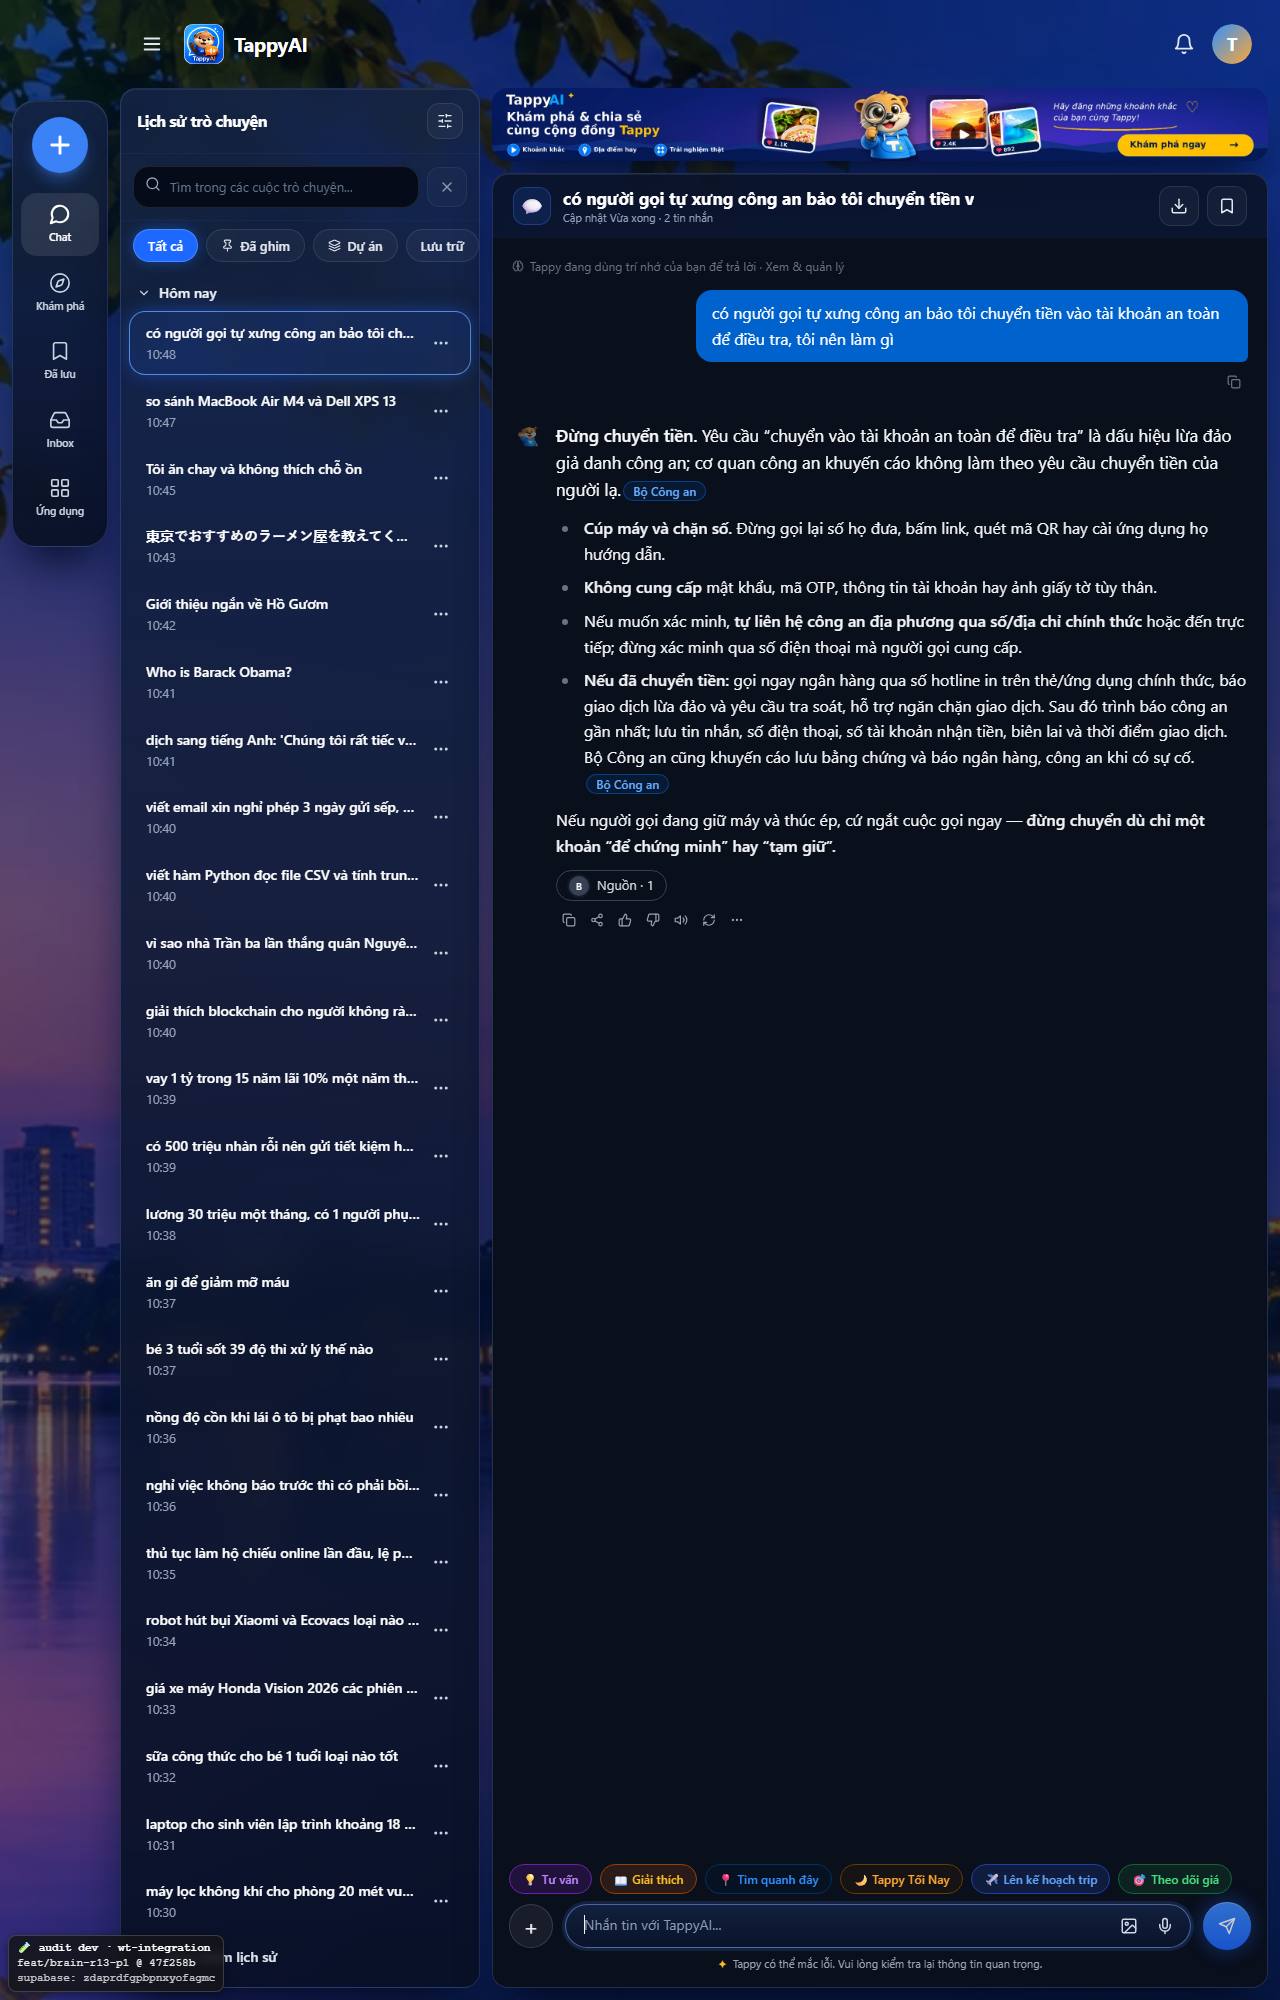 TappyAI
T
TappyAI
Khám phá & chia sẻ
cùng cộng đồng Tappy
Khoảnh khắc
Địa điểm hay
Trải nghiệm thật
1.1K
2.4K
892
Hãy đăng những khoảnh khắc
của bạn cùng Tappy!
Khám phá ngay →
Chat
Khám phá
Đã lưu
Inbox
Ứng dụng
Lịch sử trò chuyện
Tìm trong các cuộc trò chuyện...
Tất cả
Đã ghim
Dự án
Lưu trữ
Hôm nay
có người gọi tự xưng công an bảo tôi ch...
10:48
so sánh MacBook Air M4 và Dell XPS 13
10:47
Tôi ăn chay và không thích chỗ ồn
10:45
東京でおすすめのラーメン屋を教えてく...
10:43
Giới thiệu ngắn về Hồ Gươm
10:42
Who is Barack Obama?
10:41
dịch sang tiếng Anh: 'Chúng tôi rất tiếc v...
10:41
viết email xin nghỉ phép 3 ngày gửi sếp, ...
10:40
viết hàm Python đọc file CSV và tính trun...
10:40
vì sao nhà Trần ba lần thắng quân Nguyê...
10:40
giải thích blockchain cho người không rà...
10:40
vay 1 tỷ trong 15 năm lãi 10% một năm th...
10:39
có 500 triệu nhàn rỗi nên gửi tiết kiệm h...
10:39
lương 30 triệu một tháng, có 1 người phụ...
10:38
ăn gì để giảm mỡ máu
10:37
bé 3 tuổi sốt 39 độ thì xử lý thế nào
10:37
nồng độ cồn khi lái ô tô bị phạt bao nhiêu
10:36
nghỉ việc không báo trước thì có phải bồi...
10:36
thủ tục làm hộ chiếu online lần đầu, lệ p...
10:35
robot hút bụi Xiaomi và Ecovacs loại nào ...
10:34
giá xe máy Honda Vision 2026 các phiên ...
10:33
sữa công thức cho bé 1 tuổi loại nào tốt
10:32
laptop cho sinh viên lập trình khoảng 18 ...
10:31
máy lọc không khí cho phòng 20 mét vu...
10:30
lịch sử
audit dev · wt-integration
feat/brain-r13-p1 @ 47f258b
supabase: zdaprdfgpbpnxyofagmc
có người gọi tự xưng công an bảo tôi chuyển tiền v
Cập nhật Vừa xong · 2 tin nhắn
Tappy đang dùng trí nhớ của bạn để trả lời · Xem & quản lý
có người gọi tự xưng công an bảo tôi chuyển tiền vào tài khoản an toàn
để điều tra, tôi nên làm gì
Đừng chuyển tiền. Yêu cầu “chuyển vào tài khoản an toàn để điều tra” là dấu hiệu lừa đảo
giả danh công an; cơ quan công an khuyến cáo không làm theo yêu cầu chuyển tiền của
người lạ. Bộ Công an
Cúp máy và chặn số. Đừng gọi lại số họ đưa, bấm link, quét mã QR hay cài ứng dụng họ
hướng dẫn.
Không cung cấp mật khẩu, mã OTP, thông tin tài khoản hay ảnh giấy tờ tùy thân.
Nếu muốn xác minh, tự liên hệ công an địa phương qua số/địa chỉ chính thức hoặc đến trực
tiếp; đừng xác minh qua số điện thoại mà người gọi cung cấp.
Nếu đã chuyển tiền: gọi ngay ngân hàng qua số hotline in trên thẻ/ứng dụng chính thức, báo
giao dịch lừa đảo và yêu cầu tra soát, hỗ trợ ngăn chặn giao dịch. Sau đó trình báo công an
gần nhất; lưu tin nhắn, số điện thoại, số tài khoản nhận tiền, biên lai và thời điểm giao dịch.
Bộ Công an cũng khuyến cáo lưu bằng chứng và báo ngân hàng, công an khi có sự cố.
Bộ Công an
Nếu người gọi đang giữ máy và thúc ép, cứ ngắt cuộc gọi ngay — đừng chuyển dù chỉ một
khoản “để chứng minh” hay “tạm giữ”.
B Nguồn · 1
Tư vấn
Giải thích
Tìm quanh đây
Tappy Tối Nay
Lên kế hoạch trip
Theo dõi giá
Nhắn tin với TappyAI...
Tappy có thể mắc lỗi. Vui lòng kiểm tra lại thông tin quan trọng.